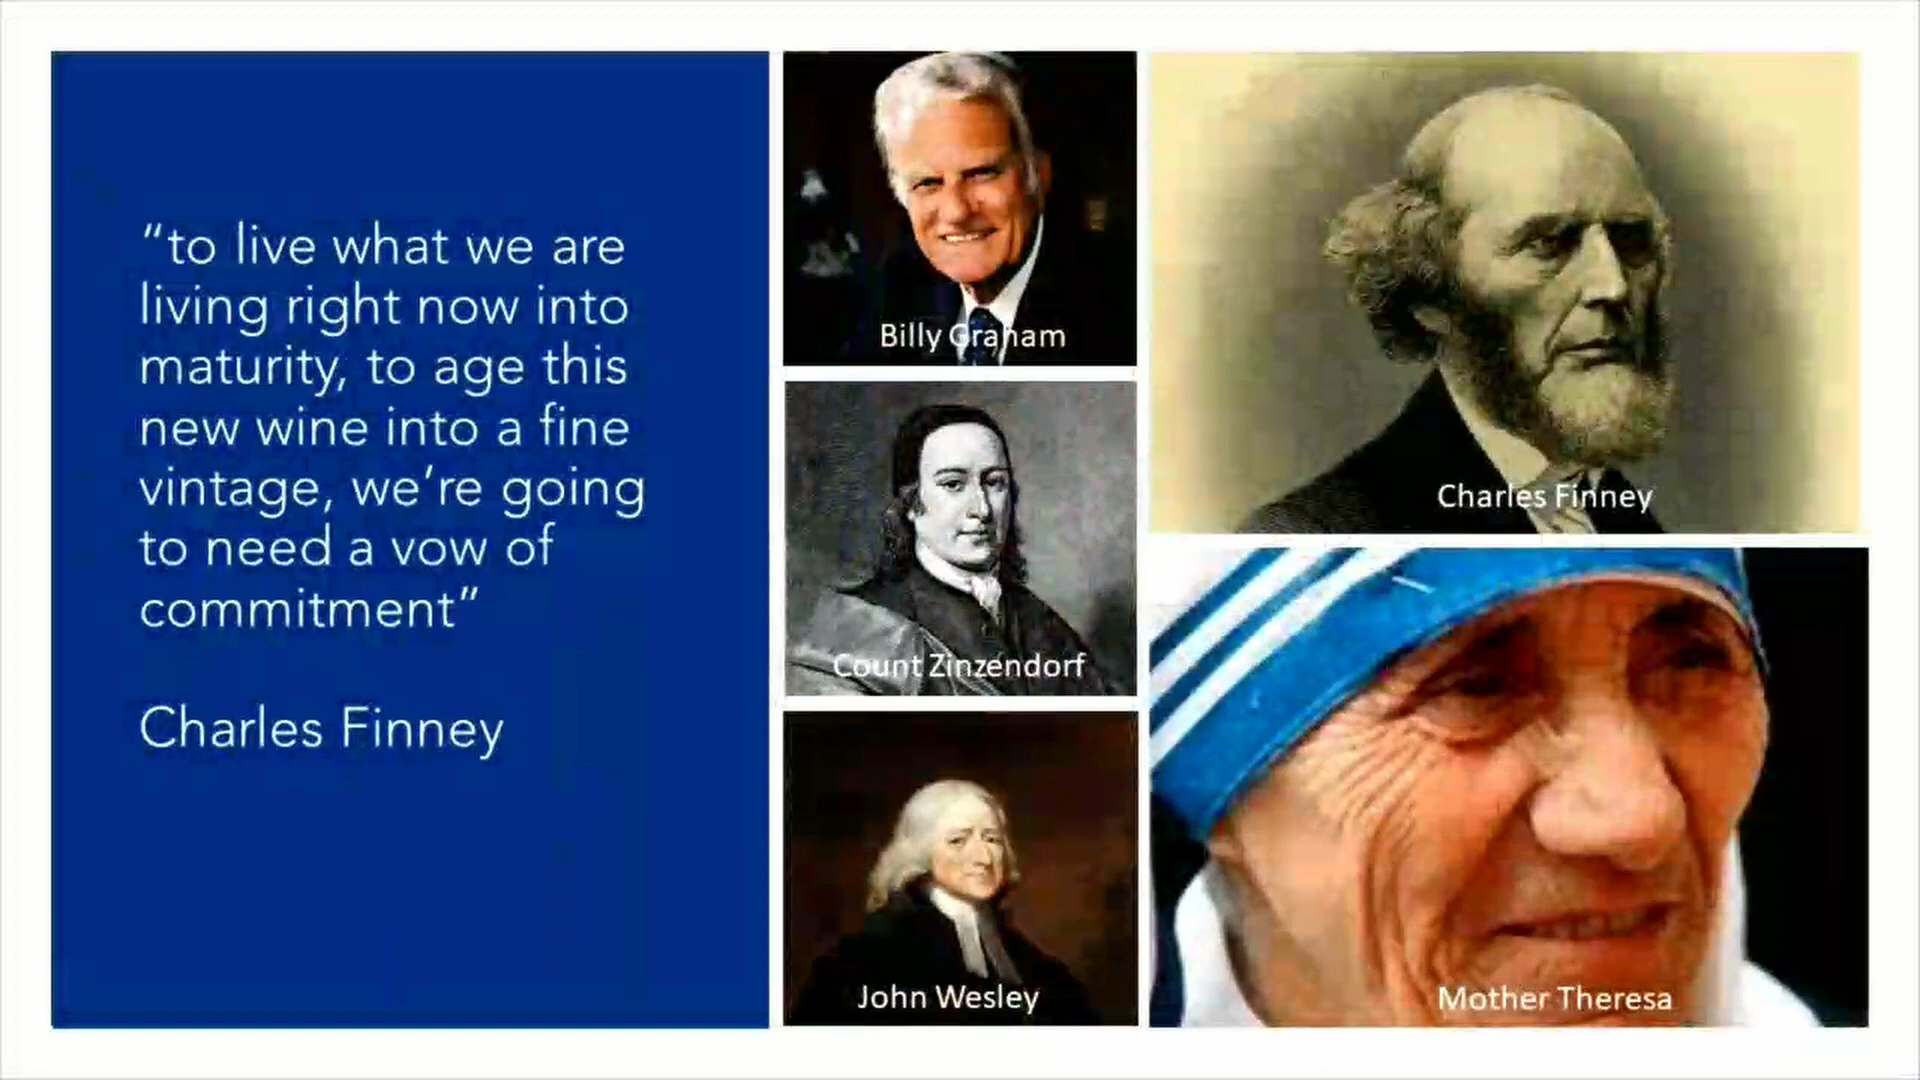 “to live what we are
living right now into
maturity, to age this
new wine into a fine
vintage, we’re going
to need a vow of
commitment”
Charles Finney
Billy Graham
Count Zinzendorf
John Wesley
Charles Finney
Mother Theresa